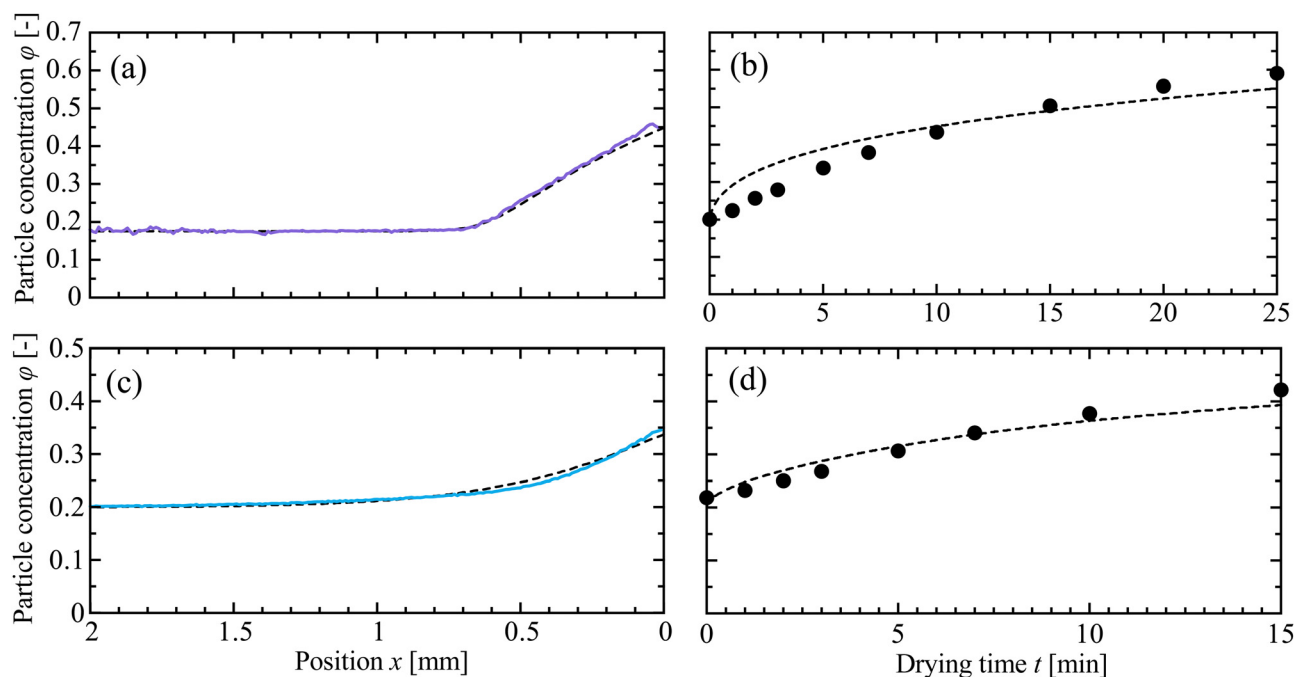 Particle concentration φ [-]
0.7
0.6
0.5
0.4
0.3
0.2
0.1
0
(a)
(b)
0 5 10 15 20 25
Particle concentration φ [-]
0.5
0.4
0.3
0.2
0.1
0
(c)
(d)
2 1.5 1 0.5 0
Position x [mm]
0 5 10 15
Drying time t [min]